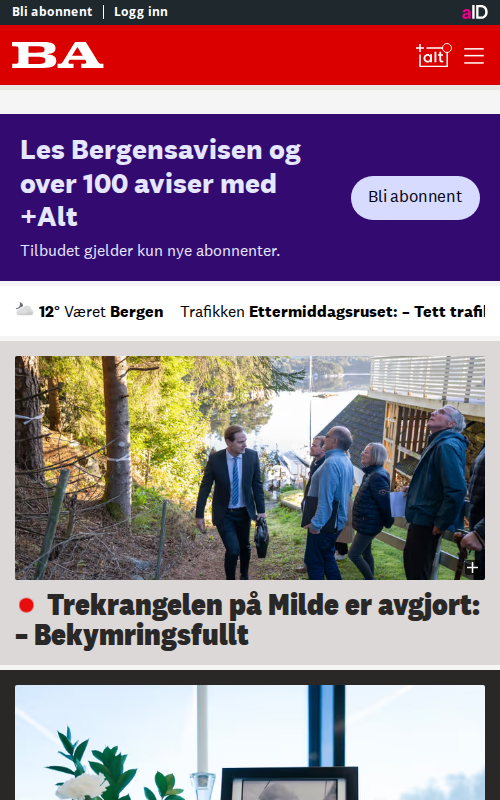 Bli abonnent | Logg inn
aID
BA
+alt
Les Bergensavisen og
over 100 aviser med
+Alt
Bli abonnent
Tilbudet gjelder kun nye abonnenter.
12° Været Bergen Trafikken Ettermiddagsruset: – Tett trafik
Trekrangelen på Milde er avgjort:
– Bekymringsfullt